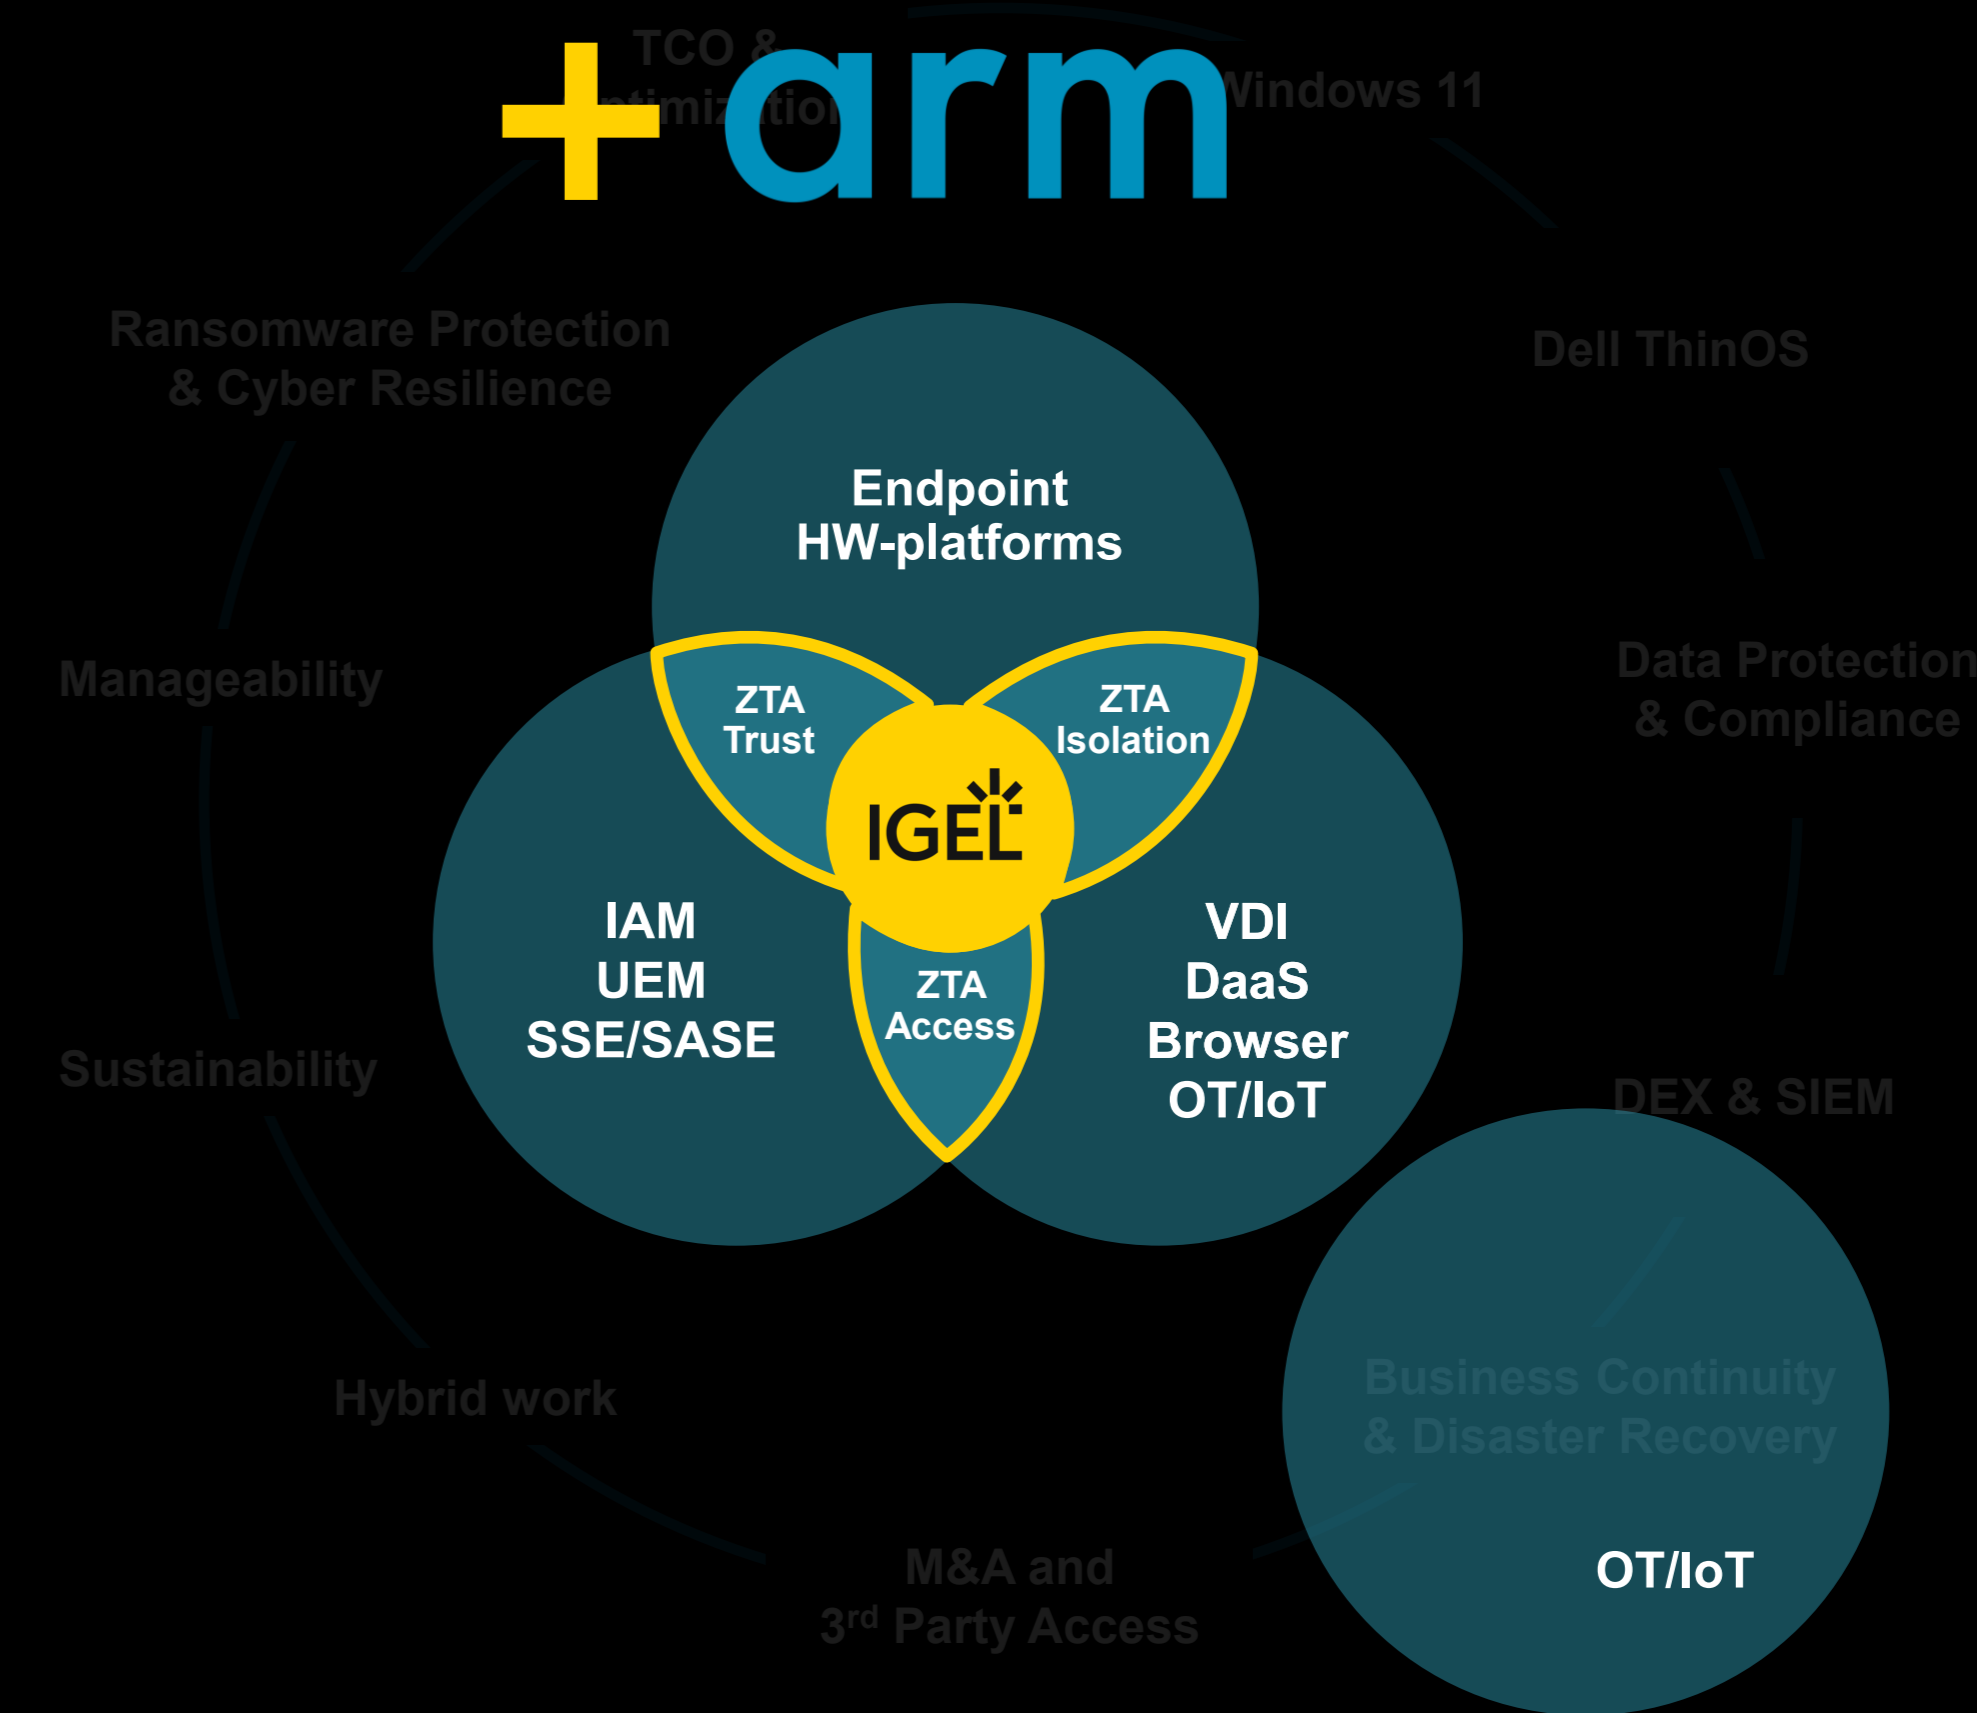 TCO &
+ arm
Windows 11
Ransomware Protection
& Cyber Resilience
Dell ThinOS
Endpoint
HW-platforms
Manageability
Data Protection
& Compliance
ZTA
Trust
ZTA
Isolation
IGEL
IAM
UEM
SSE/SASE
VDI
DaaS
Browser
OT/IoT
ZTA
Access
Sustainability
DEX & SIEM
Hybrid work
Business Continuity
& Disaster Recovery
OT/IoT
M&A and
3rd Party Access